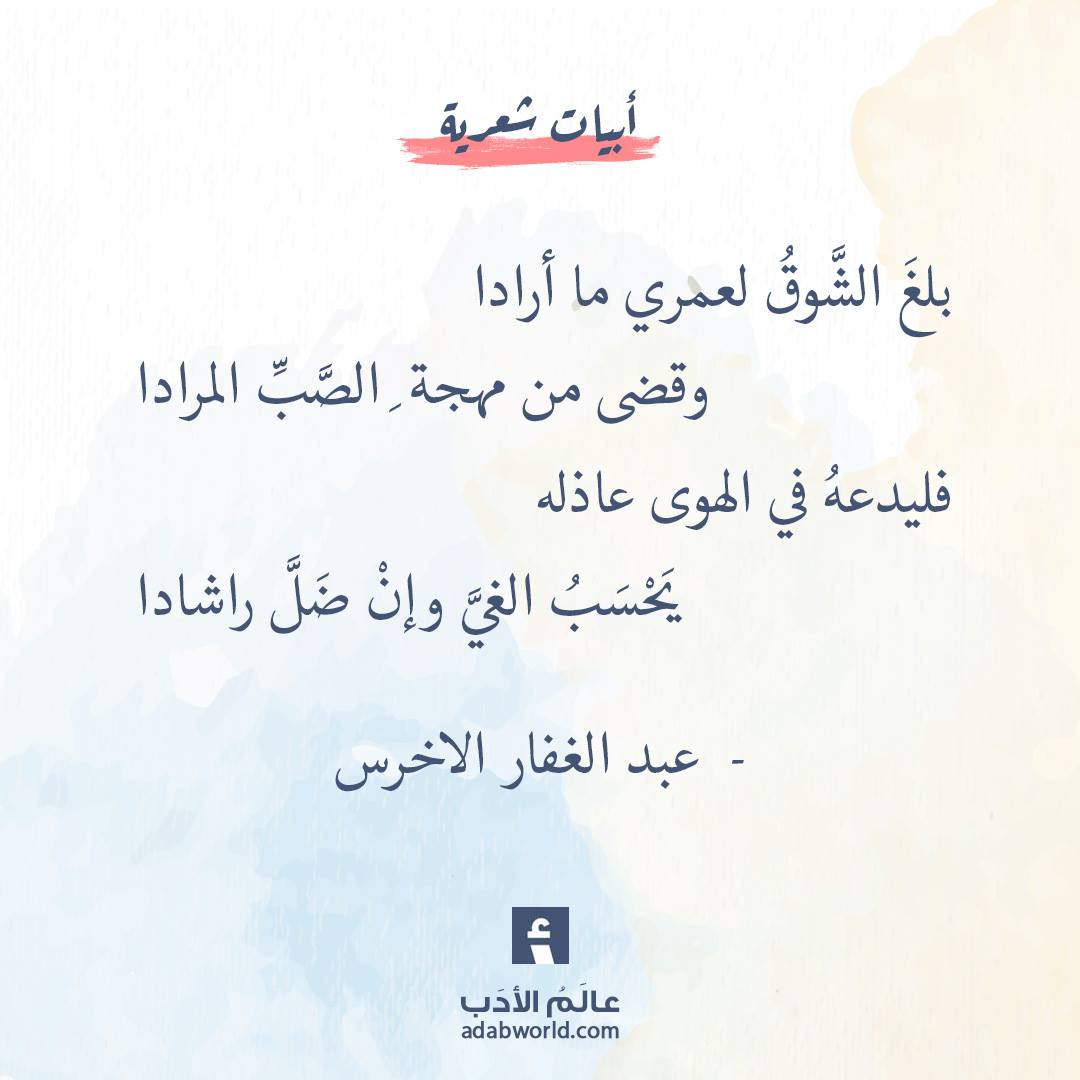 أبيات شعرية
بلغَ الشَّوقُ لعمري ما أرادا
وقضى من مهجة ِ الصَّبِّ المرادا
فليدعهُ في الهوى عاذله
يَحْسَبُ الغيَّ وإنْ ضَلَّ راشادا
- عبد الغفار الاخرس
أ
عالَمُ الأدَب
adabworld.com